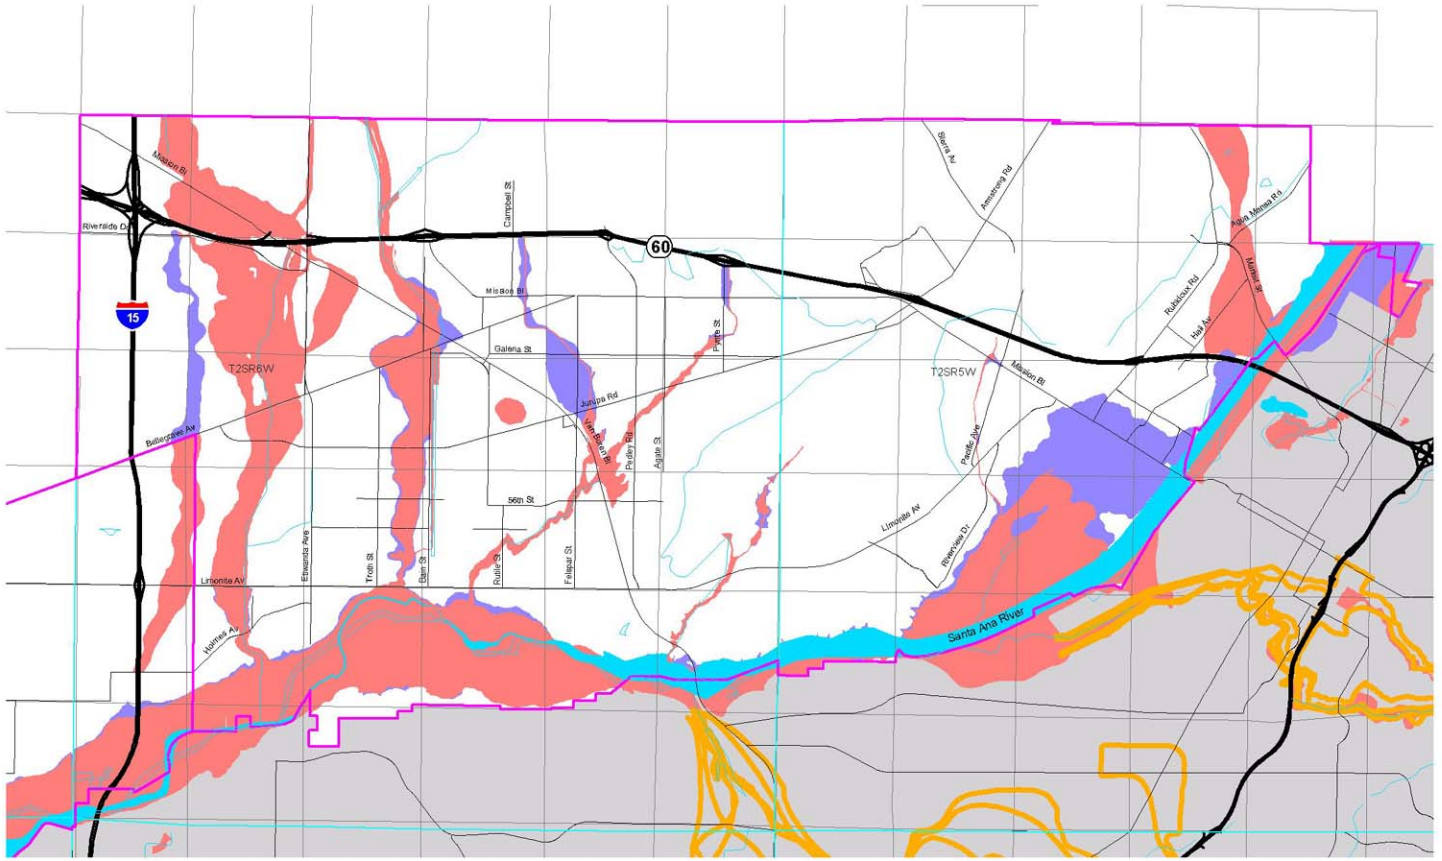 Mission Bl
Riverside Dr
15
Campbell St
60
Sierra Av
Armstrong Rd
Agua Mansa Rd
Market St
Rubidoux Rd
Hall Av
Mission Bl
Galena St
Pyrite St
T2SR6W
T2SR5W
Mission Bl
Jurupa Rd
Van Buren Bl
Pedley Rd
Agate St
Bellegrave Av
Pacific Ave
56th St
Limonite Av
Riverview Dr
Etiwanda Ave
Troth St
Bain St
Rutile St
Felspar St
Limonite Av
Holmes Av
Santa Ana River